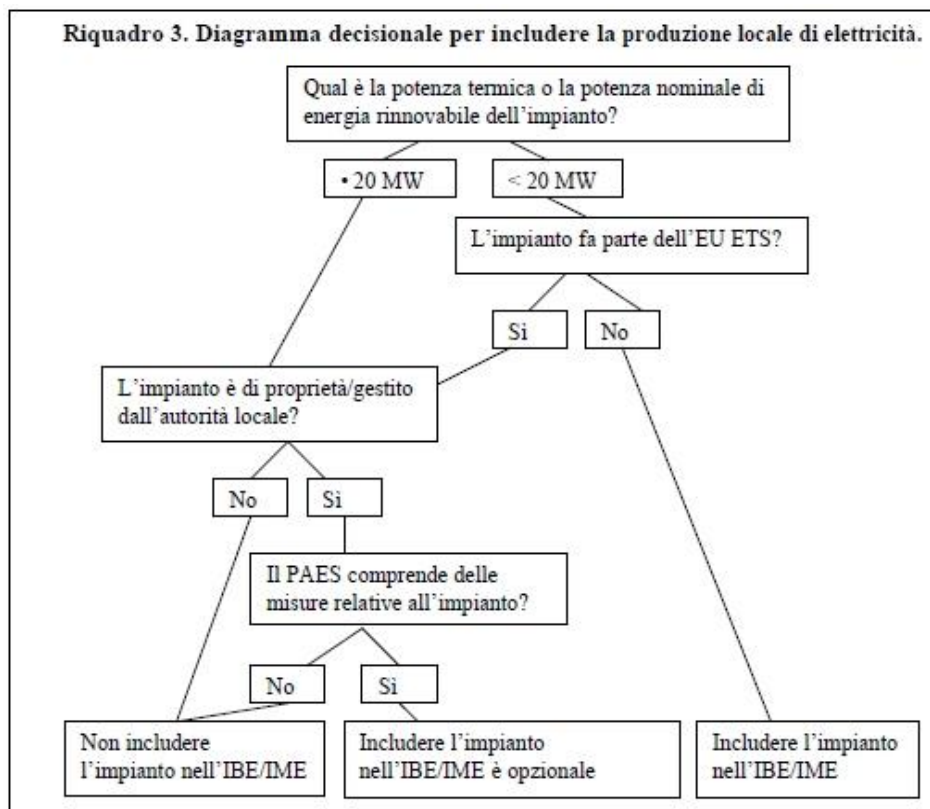 Riquadro 3. Diagramma decisionale per includere la produzione locale di elettricità.
Qual è la potenza termica o la potenza nominale di
energia rinnovabile dell'impianto?
• 20 MW
< 20 MW
L'impianto fa parte dell'EU ETS?
Sì
No
L'impianto è di proprietà/gestito
dall'autorità locale?
No
Sì
Il PAES comprende delle
misure relative all'impianto?
No
Sì
Non includere
l'impianto nell'IBE/IME
Includere l'impianto
nell'IBE/IME è opzionale
Includere l'impianto
nell'IBE/IME